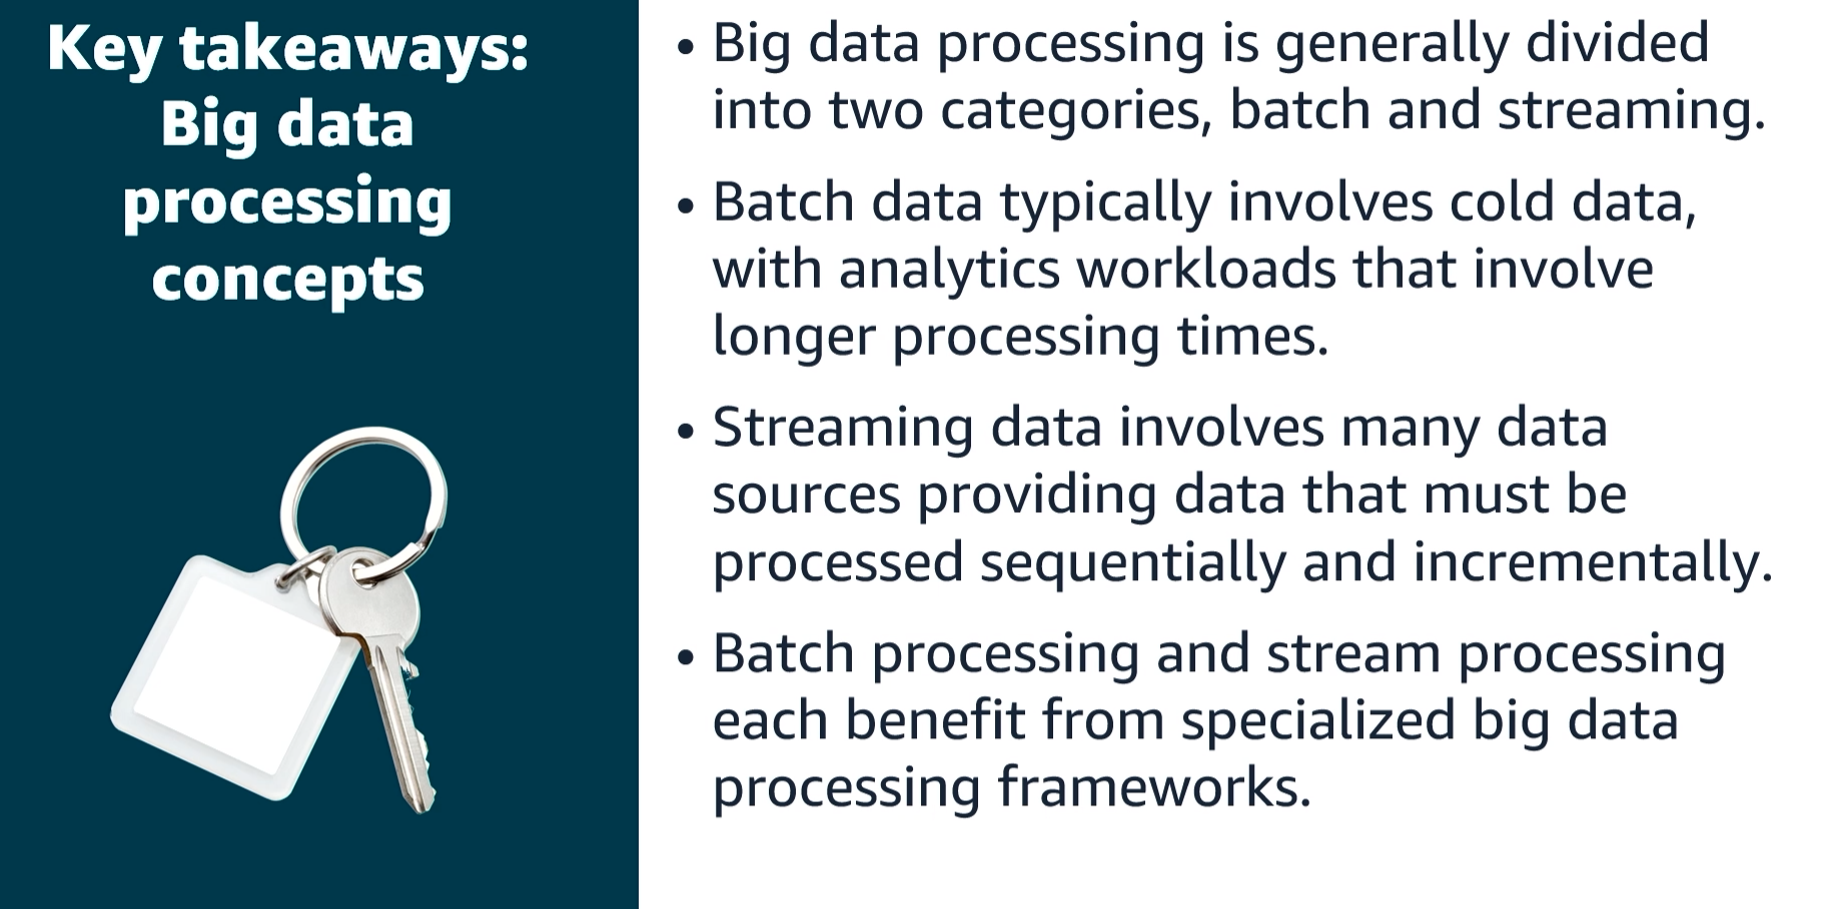 Key takeaways:
Big data
processing
concepts
• Big data processing is generally divided
into two categories, batch and streaming.
• Batch data typically involves cold data,
with analytics workloads that involve
longer processing times.
• Streaming data involves many data
sources providing data that must be
processed sequentially and incrementally.
• Batch processing and stream processing
each benefit from specialized big data
processing frameworks.